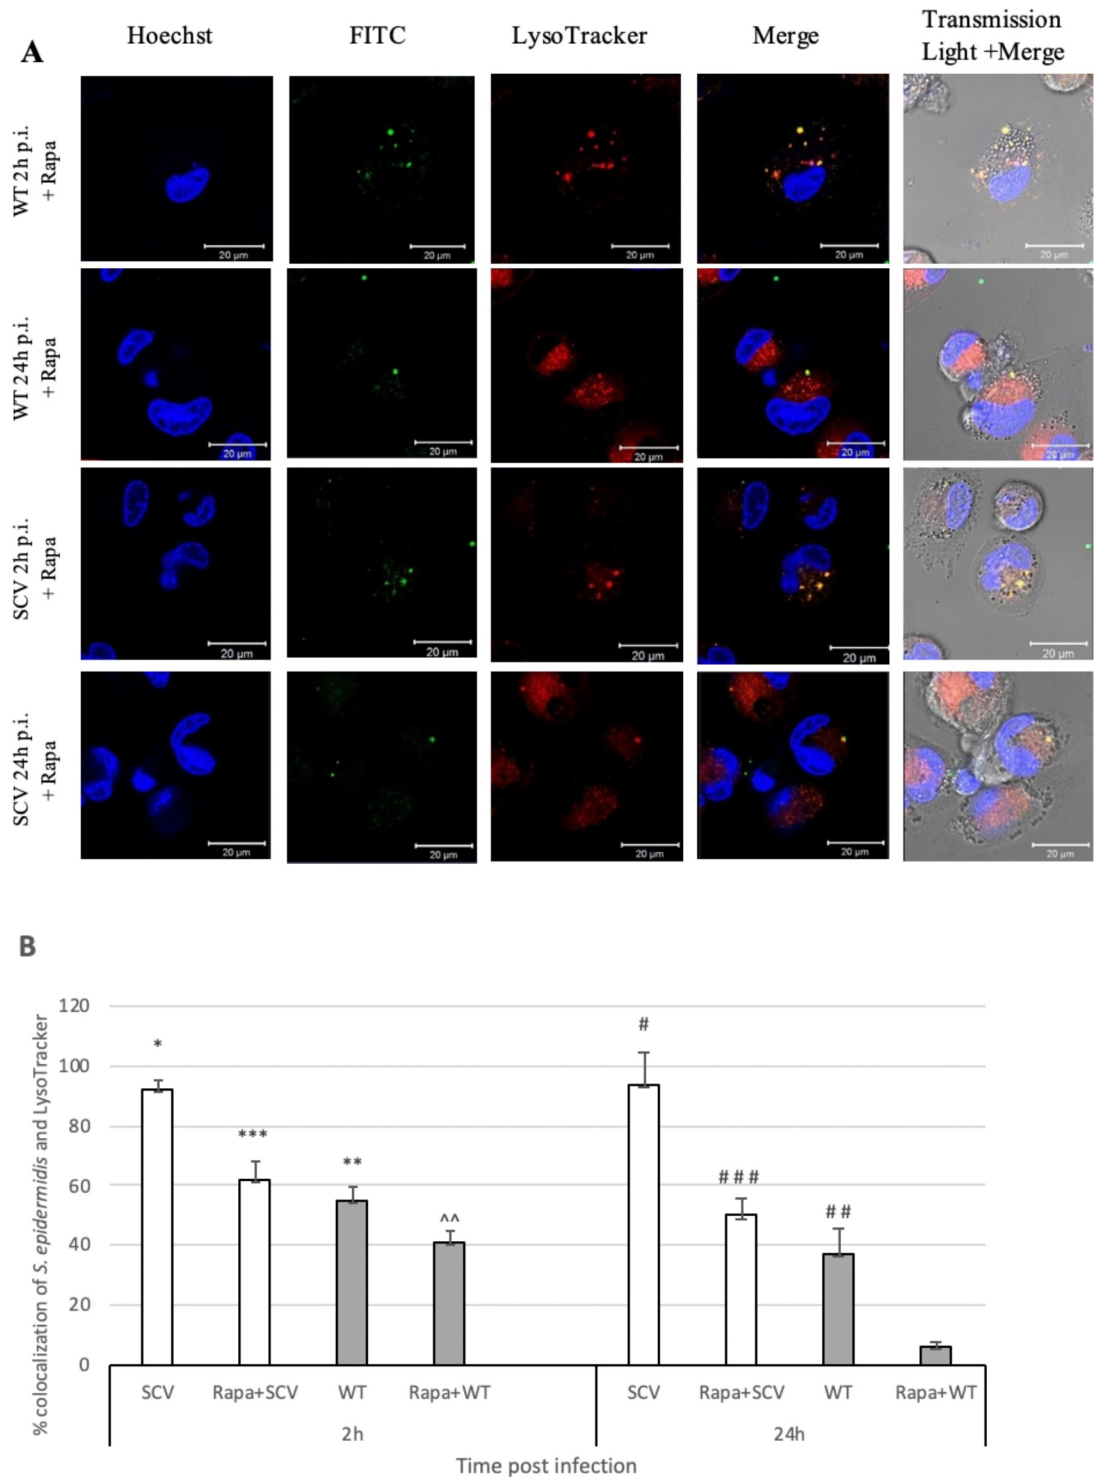 A
Hoechst
FITC
LysoTracker
Merge
Transmission
Light +Merge
WT 2h p.i.
+ Rapa
20 µm
20 µm
20 µm
20 µm
20 µm
WT 24h p.i.
+ Rapa
20 µm
20 µm
20 µm
20 µm
20 µm
SCV 2h p.i.
+ Rapa
20 µm
20 µm
20 µm
20 µm
20 µm
SCV 24h p.i.
+ Rapa
20 µm
20 µm
20 µm
20 µm
20 µm
B
% colocalization of S. epidermidis and LysoTracker
120
100
80
60
40
20
0
*
***
**
^^
#
# # #
# #
SCV
Rapa+SCV
WT
Rapa+WT
SCV
Rapa+SCV
WT
Rapa+WT
2h
24h
Time post infection